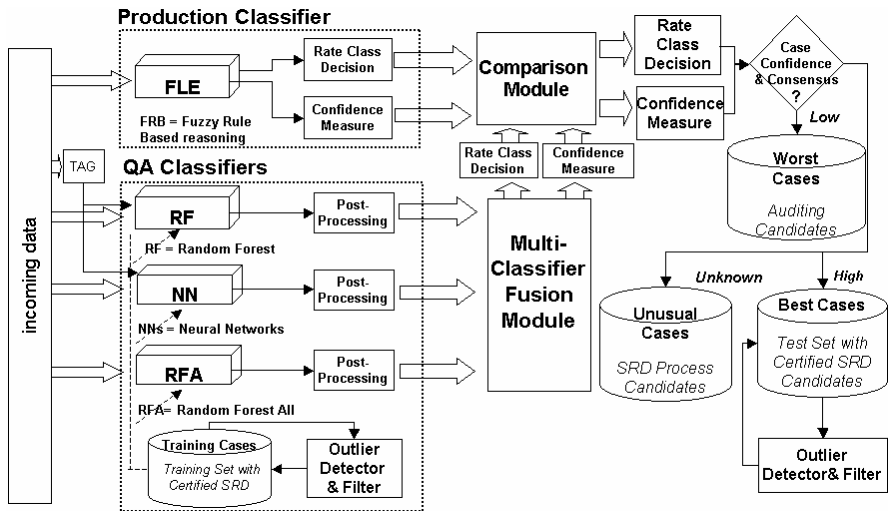 Production Classifier
FLE
FRB = Fuzzy Rule
Based reasoning
Rate Class
Decision
Confidence
Measure
Comparison
Module
Rate
Class
Decision
Confidence
Measure
Case
Confidence
& Consensus
?
Low
Worst
Cases
Auditing
Candidates
TAG
QA Classifiers
Rate Class
Decision
Confidence
Measure
incoming data
RF
RF = Random Forest
Post-
Processing
NN
NNs = Neural Networks
Post-
Processing
RFA
RFA= Random Forest All
Post-
Processing
Multi-
Classifier
Fusion
Module
Training Cases
Training Set with
Certified SRD
Outlier
Detector
& Filter
Unknown
High
Unusual
Cases
SRD Process
Candidates
Best Cases
Test Set with
Certified SRD
Candidates
Outlier
Detector& Filter